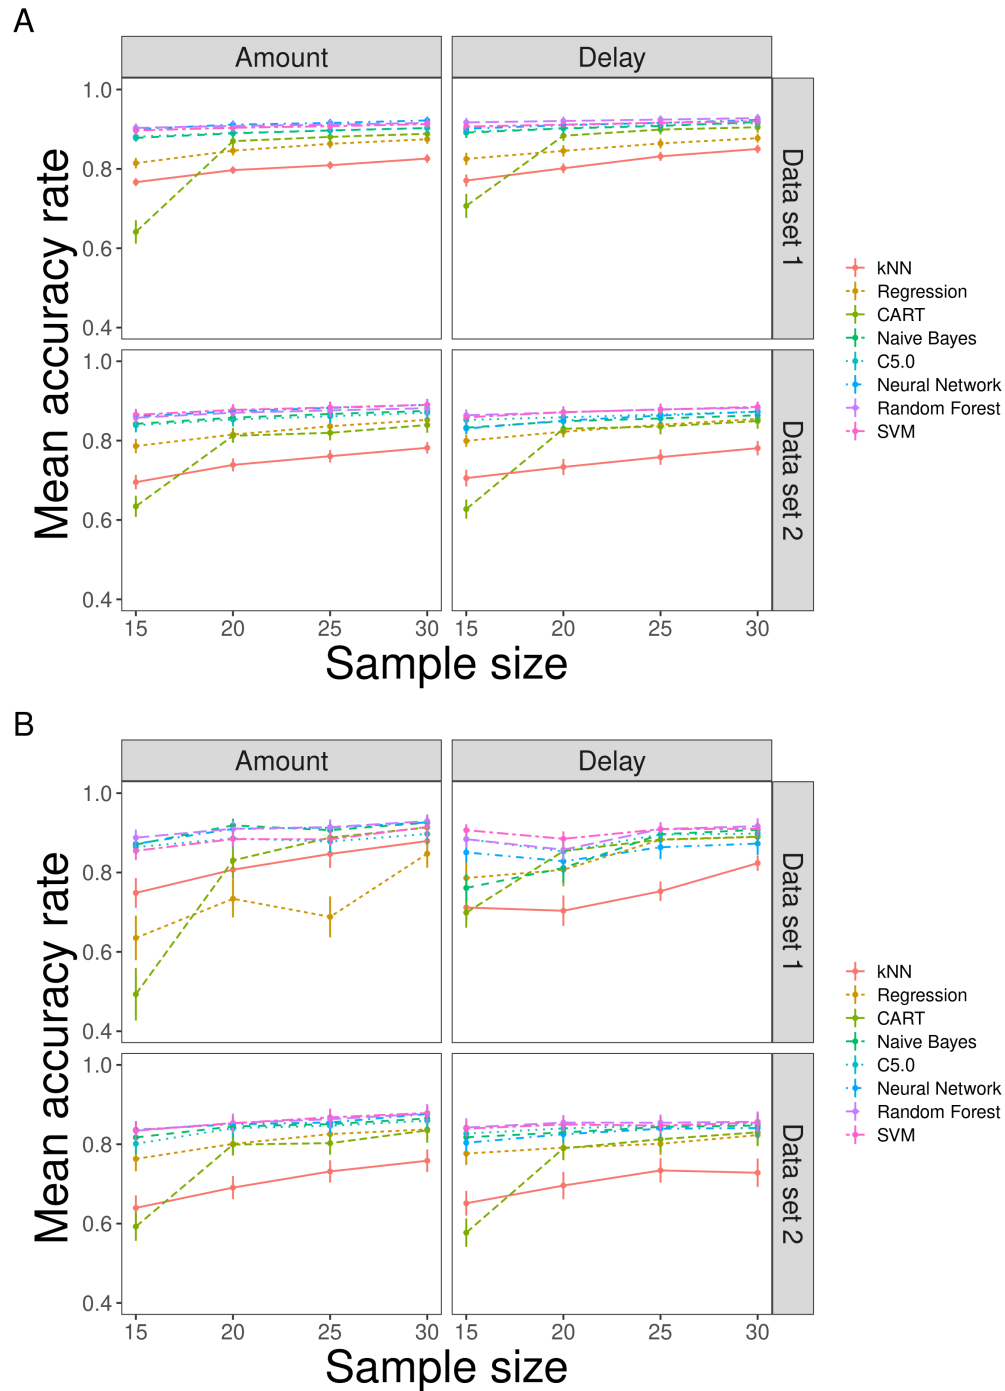 A
Amount
Delay
1.0
0.8
0.6
0.4
Data set 1
1.0
0.8
0.6
0.4
Data set 2
Mean accuracy rate
15 20 25 30
15 20 25 30
Sample size
kNN
Regression
CART
Naive Bayes
C5.0
Neural Network
Random Forest
SVM
B
Amount
Delay
1.0
0.8
0.6
0.4
Data set 1
1.0
0.8
0.6
0.4
Data set 2
Mean accuracy rate
15 20 25 30
15 20 25 30
Sample size
kNN
Regression
CART
Naive Bayes
C5.0
Neural Network
Random Forest
SVM